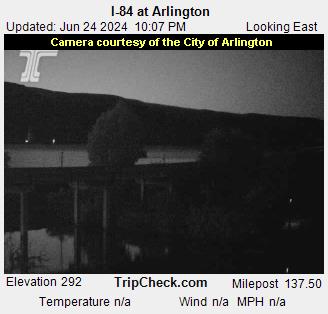 I-84 at Arlington
Updated: Jun 24 2024 10:07 PM Looking East
Camera courtesy of the City of Arlington
Elevation 292 TripCheck.com Milepost 137.50
Temperature n/a Wind n/a MPH n/a